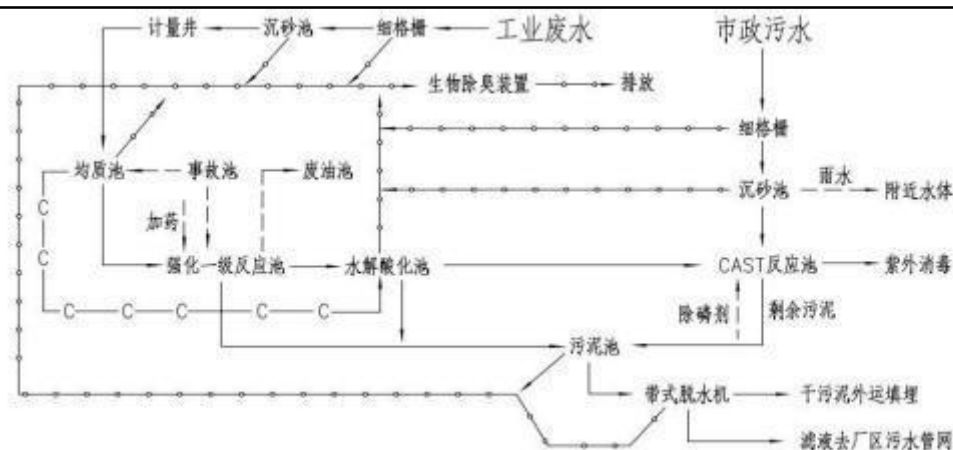 计量井 沉砂池 细格栅 工业废水 市政污水
生物除臭装置 排放
细格栅
均质池 事故池 废油池 沉砂池 雨水 附近水体
C
加药
C
强化一级反应池 水解酸化池 CAST反应池 紫外消毒
C C C C C 除磷剂 剩余污泥
污泥池
带式脱水机 干污泥外运填埋
滤液去厂区污水管网